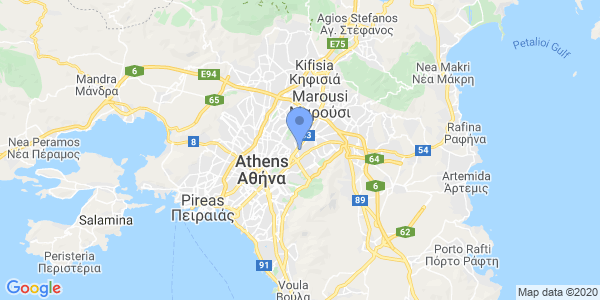 Agios Stefanos
Αγ. Στέφανος
E75
Petalioi Gulf
Kifisia
Κηφισιά
Nea Makri
Νέα Μάκρη
Mandra
Μάνδρα
6
E94
65
Marousi
Μαρούσι
Rafina
Ραφήνα
Nea Peramos
Νέα Πέραμος
8
54
64
Athens
Αθήνα
6
Artemida
Άρτεμις
Pireas
Πειραιάς
89
Salamina
62
Peristeria
Περιστέρια
91
Porto Rafti
Πόρτο Ράφτη
Voula
Βούλα
Google
Map data ©2020